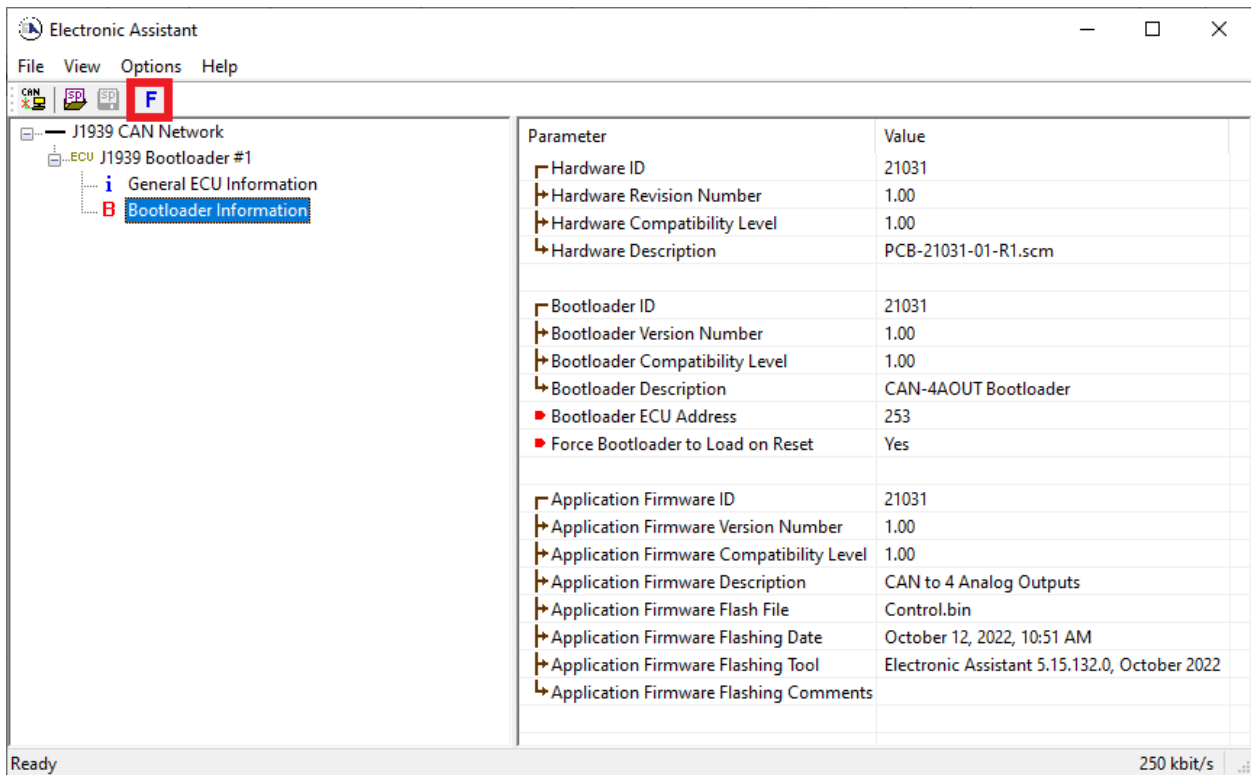 Electronic Assistant
File View Options Help
CAN SP SP F
J1939 CAN Network
ECU J1939 Bootloader #1
i General ECU Information
B Bootloader Information
Parameter Value
Hardware ID 21031
Hardware Revision Number 1.00
Hardware Compatibility Level 1.00
Hardware Description PCB-21031-01-R1.scm
Bootloader ID 21031
Bootloader Version Number 1.00
Bootloader Compatibility Level 1.00
Bootloader Description CAN-4AOUT Bootloader
Bootloader ECU Address 253
Force Bootloader to Load on Reset Yes
Application Firmware ID 21031
Application Firmware Version Number 1.00
Application Firmware Compatibility Level 1.00
Application Firmware Description CAN to 4 Analog Outputs
Application Firmware Flash File Control.bin
Application Firmware Flashing Date October 12, 2022, 10:51 AM
Application Firmware Flashing Tool Electronic Assistant 5.15.132.0, October 2022
Application Firmware Flashing Comments
Ready 250 kbit/s